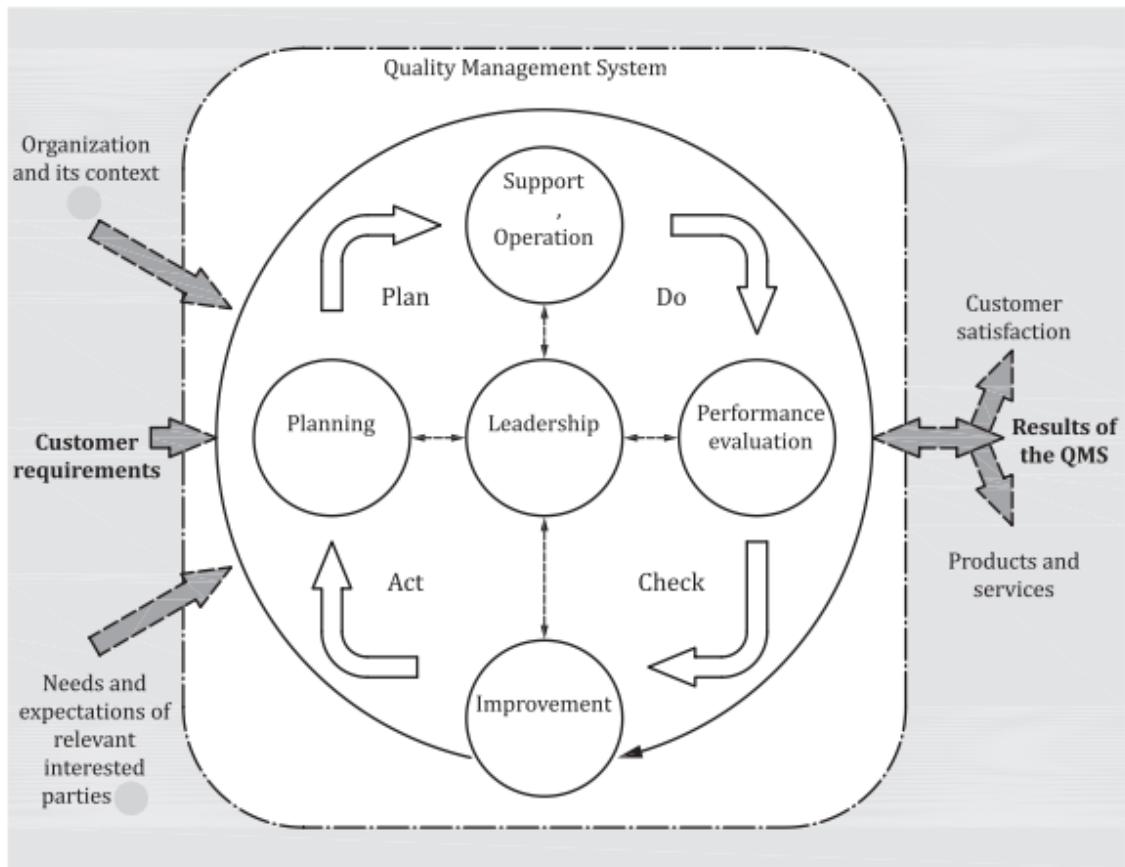 Quality Management System
Organization
and its context
Support
,
Operation
Plan
Do
Customer
satisfaction
Planning
Leadership
Performance
evaluation
Customer
requirements
Results of
the QMS
Act
Check
Products and
services
Improvement
Needs and
expectations of
relevant
interested
parties